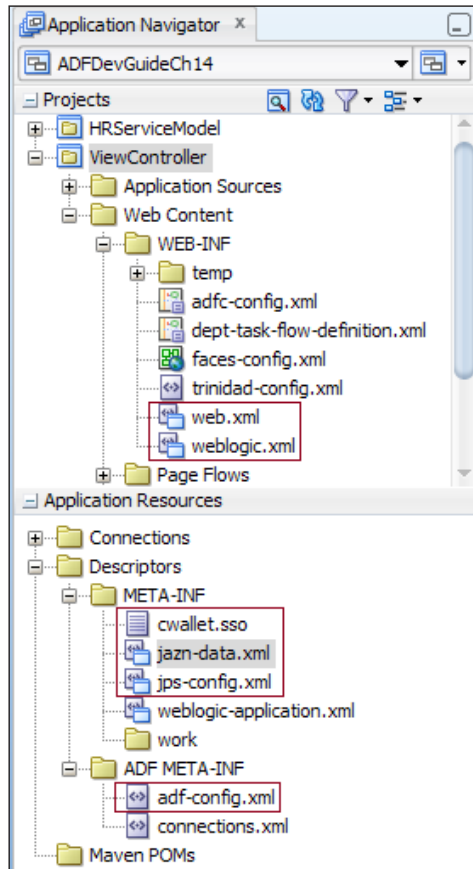 Application Navigator
ADFDevGuideCh14
Projects
HRServiceModel
ViewController
Application Sources
Web Content
WEB-INF
temp
adfc-config.xml
dept-task-flow-definition.xml
faces-config.xml
trinidad-config.xml
web.xml
weblogic.xml
Page Flows
Application Resources
Connections
Descriptors
META-INF
cwallet.sso
jazn-data.xml
jps-config.xml
weblogic-application.xml
work
ADF META-INF
adf-config.xml
connections.xml
Maven POMs